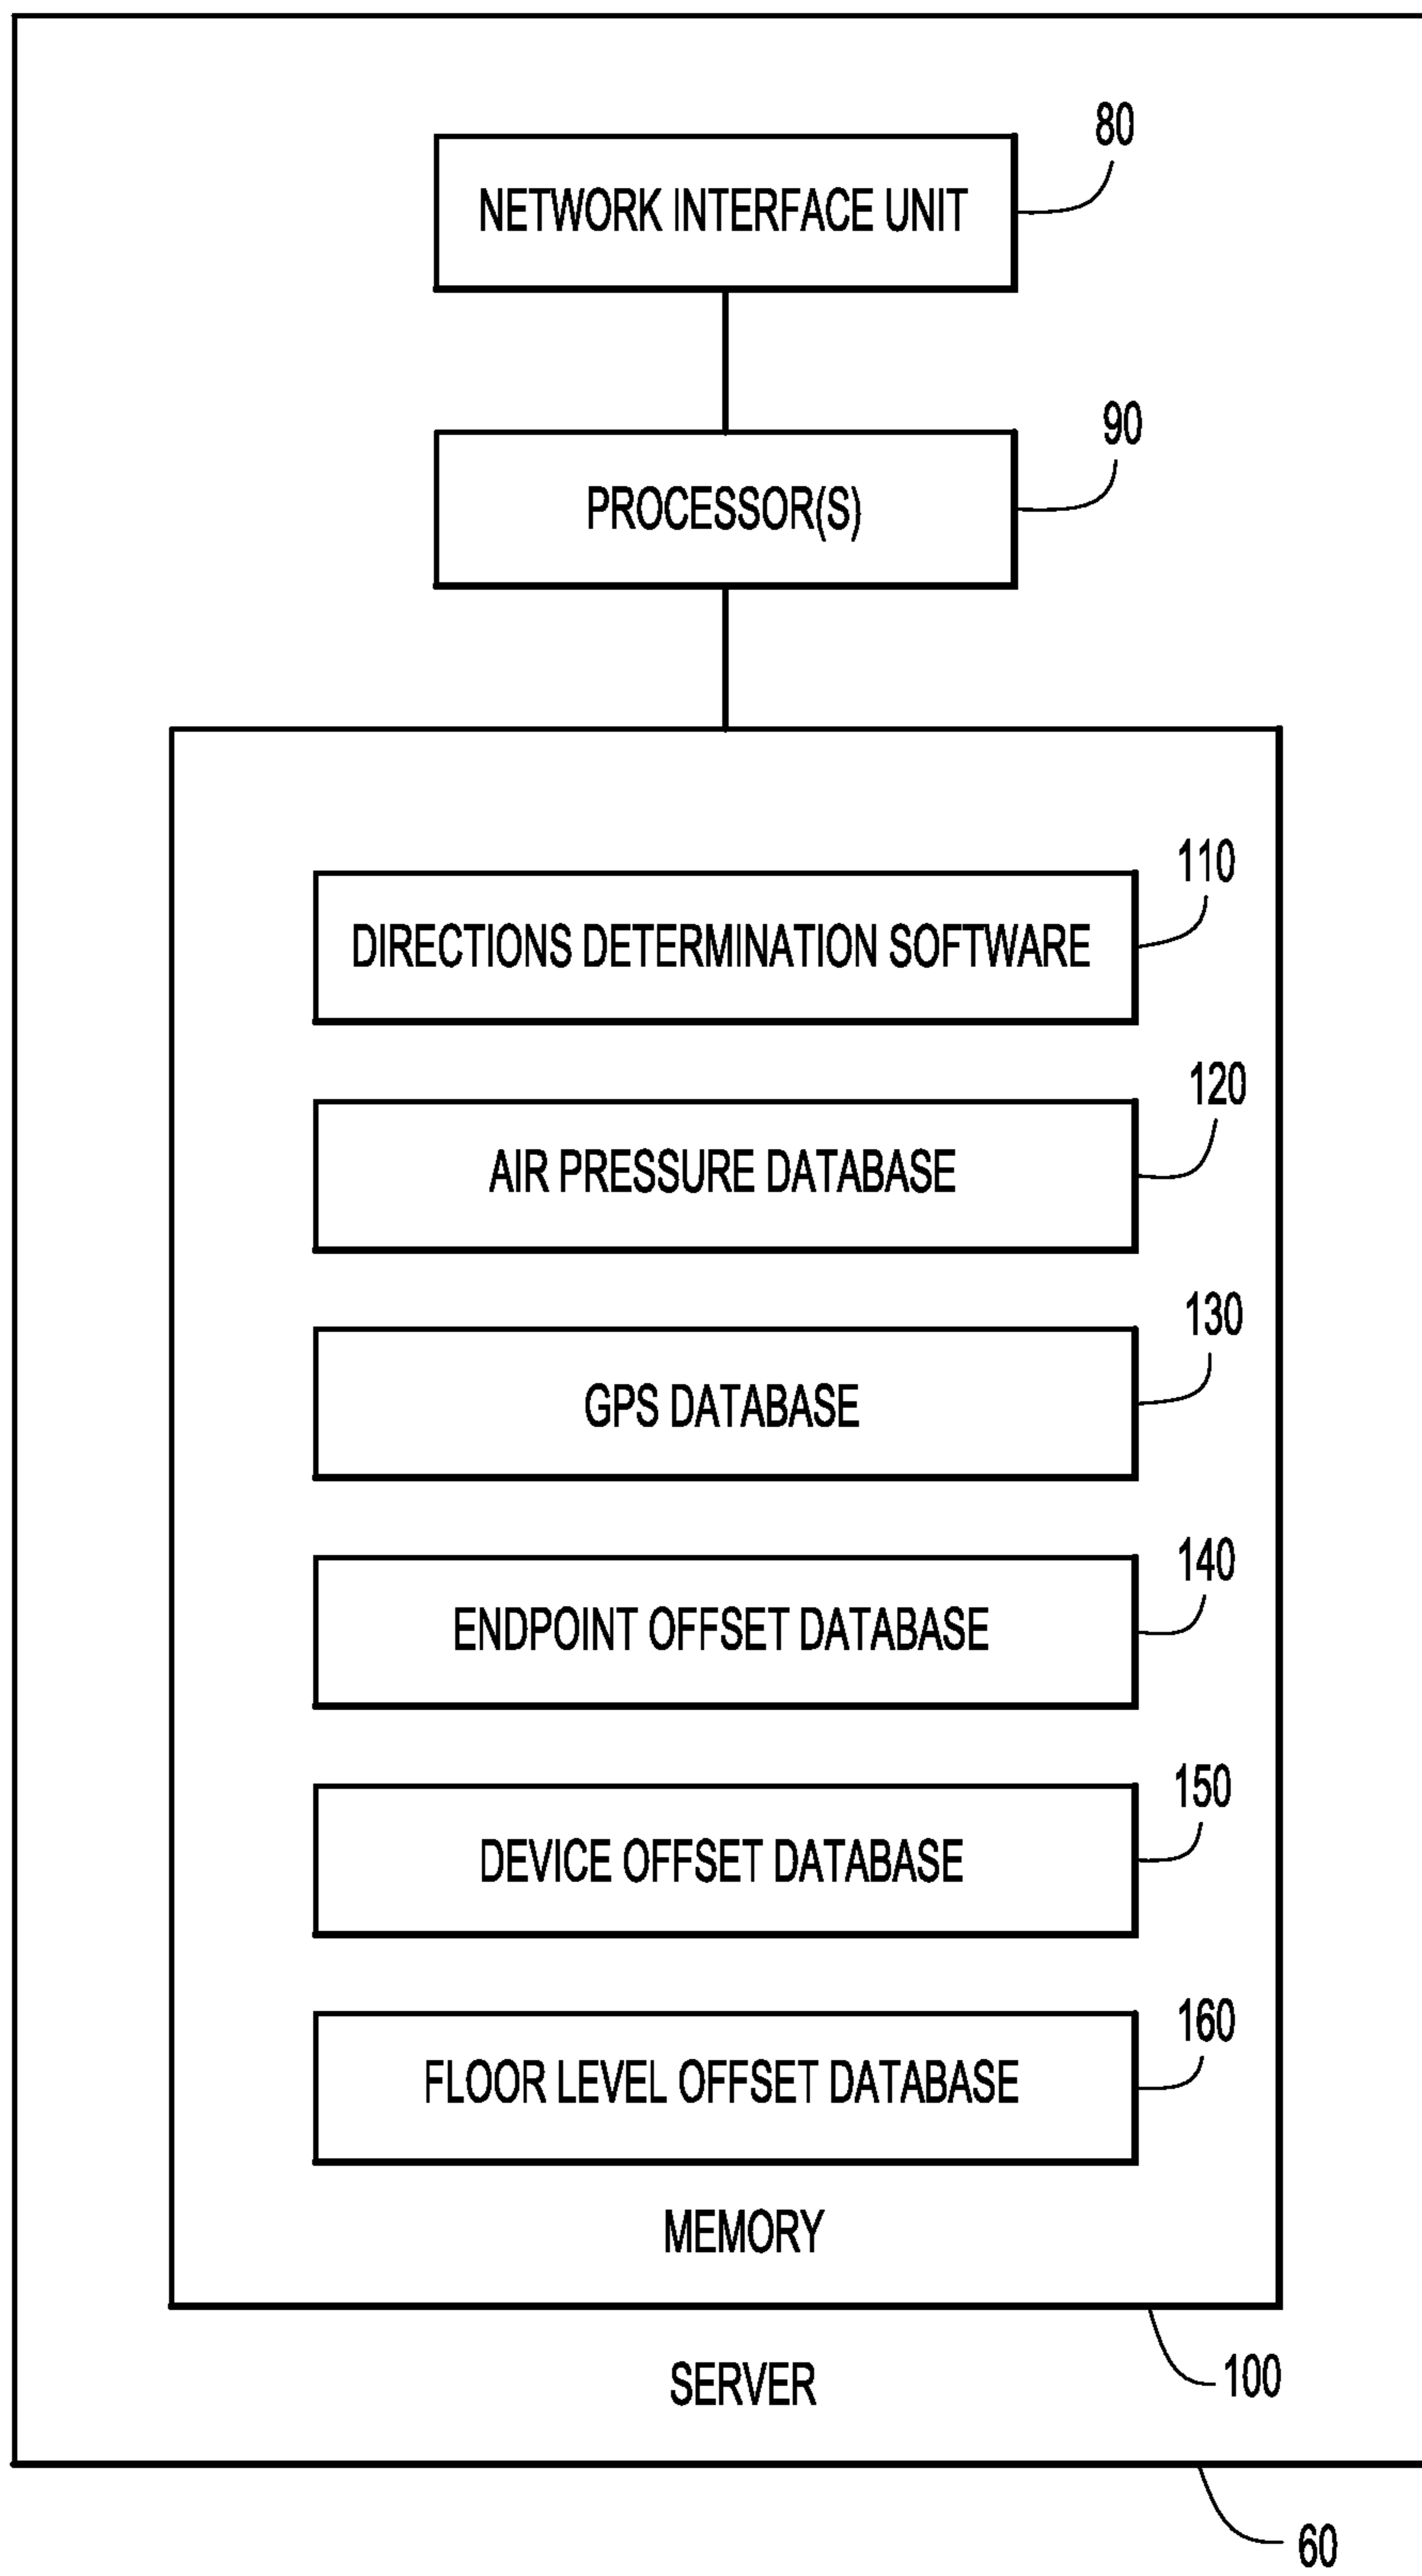 80
NETWORK INTERFACE UNIT
90
PROCESSOR(S)
110
DIRECTIONS DETERMINATION SOFTWARE
120
AIR PRESSURE DATABASE
130
GPS DATABASE
140
ENDPOINT OFFSET DATABASE
150
DEVICE OFFSET DATABASE
160
FLOOR LEVEL OFFSET DATABASE
MEMORY
100
SERVER
60